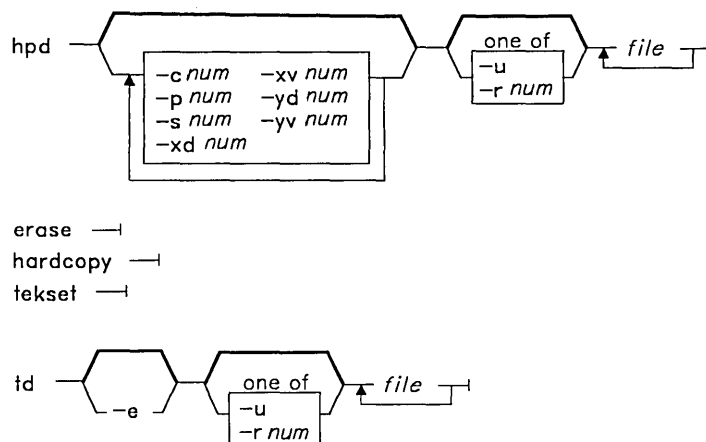 hpd
one of
file
-c num -xv num
-p num -yd num
-s num -yv num
-xd num
-u
-r num
erase
hardcopy
tekset
td
-e
one of
-u
-r num
file